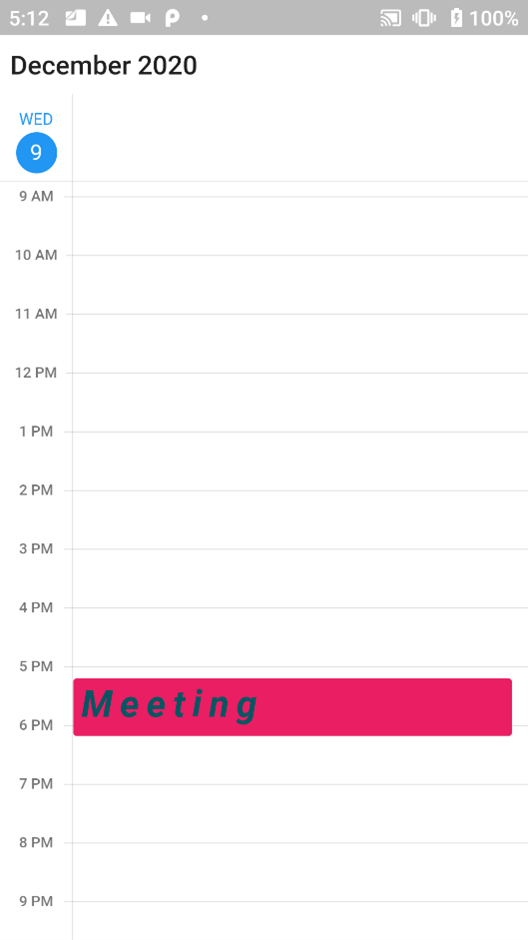 5:12 100%
December 2020
WED
9
9 AM
10 AM
11 AM
12 PM
1 PM
2 PM
3 PM
4 PM
5 PM
Meeting
6 PM
7 PM
8 PM
9 PM